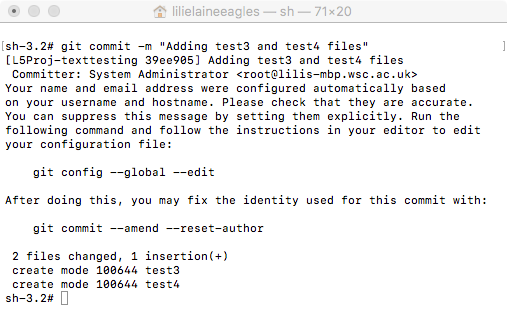 lilielaineeagles — sh — 71×20
[sh-3.2# git commit -m "Adding test3 and test4 files"                  ]
[L5Proj-texttesting 39ee905] Adding test3 and test4 files
 Committer: System Administrator <root@lilis-mbp.wsc.ac.uk>
Your name and email address were configured automatically based
on your username and hostname. Please check that they are accurate.
You can suppress this message by setting them explicitly. Run the
following command and follow the instructions in your editor to edit
your configuration file:
    git config --global --edit
After doing this, you may fix the identity used for this commit with:
    git commit --amend --reset-author
 2 files changed, 1 insertion(+)
 create mode 100644 test3
 create mode 100644 test4
sh-3.2#